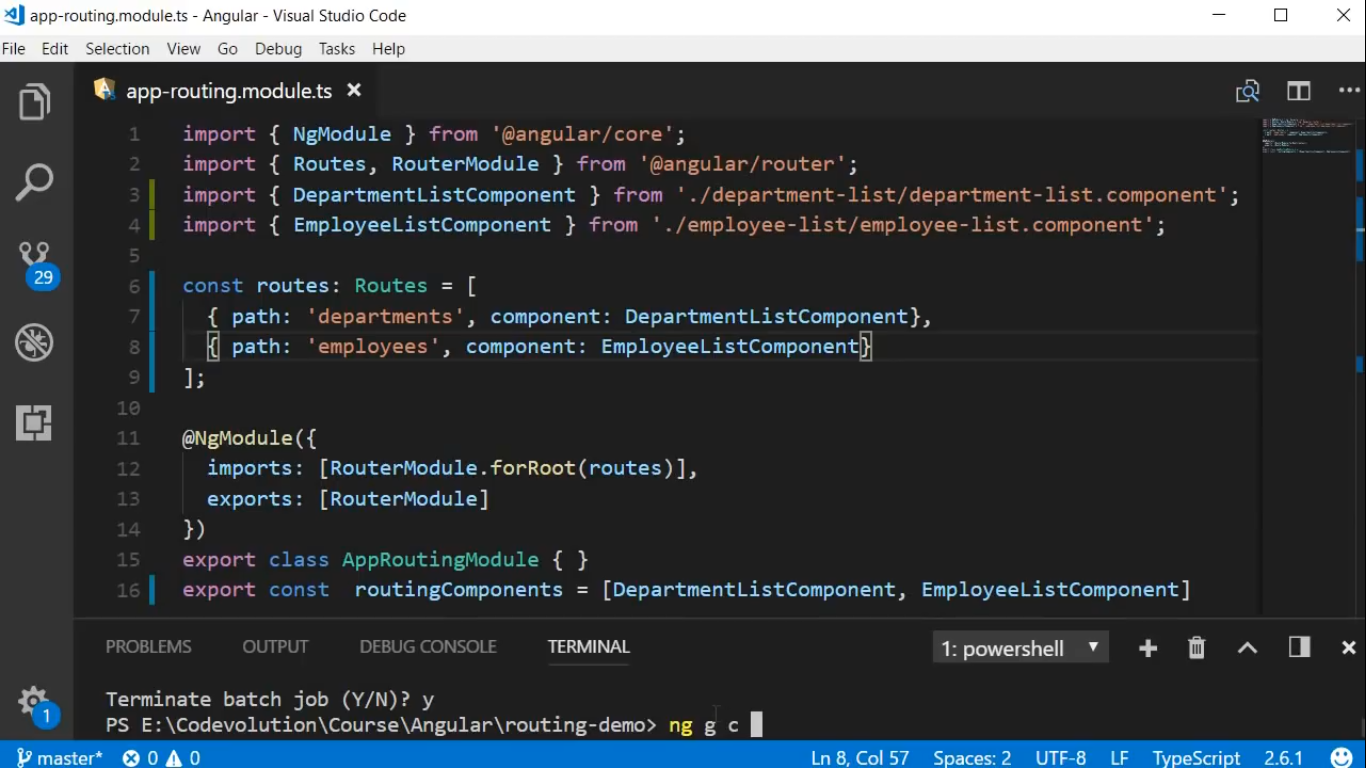 app-routing.module.ts - Angular - Visual Studio Code
File Edit Selection View Go Debug Tasks Help
app-routing.module.ts
1 import { NgModule } from '@angular/core';
2 import { Routes, RouterModule } from '@angular/router';
3 import { DepartmentListComponent } from './department-list/department-list.component';
4 import { EmployeeListComponent } from './employee-list/employee-list.component';
5
6 const routes: Routes = [
7 { path: 'departments', component: DepartmentListComponent},
8 { path: 'employees', component: EmployeeListComponent}
9 ];
10
11 @NgModule({
12 imports: [RouterModule.forRoot(routes)],
13 exports: [RouterModule]
14 })
15 export class AppRoutingModule { }
16 export const routingComponents = [DepartmentListComponent, EmployeeListComponent]
29
1
PROBLEMS OUTPUT DEBUG CONSOLE TERMINAL 1: powershell
Terminate batch job (Y/N)? y
PS E:\Codevolution\Course\Angular\routing-demo> ng g c
master* 0 0 Ln 8, Col 57 Spaces: 2 UTF-8 LF TypeScript 2.6.1